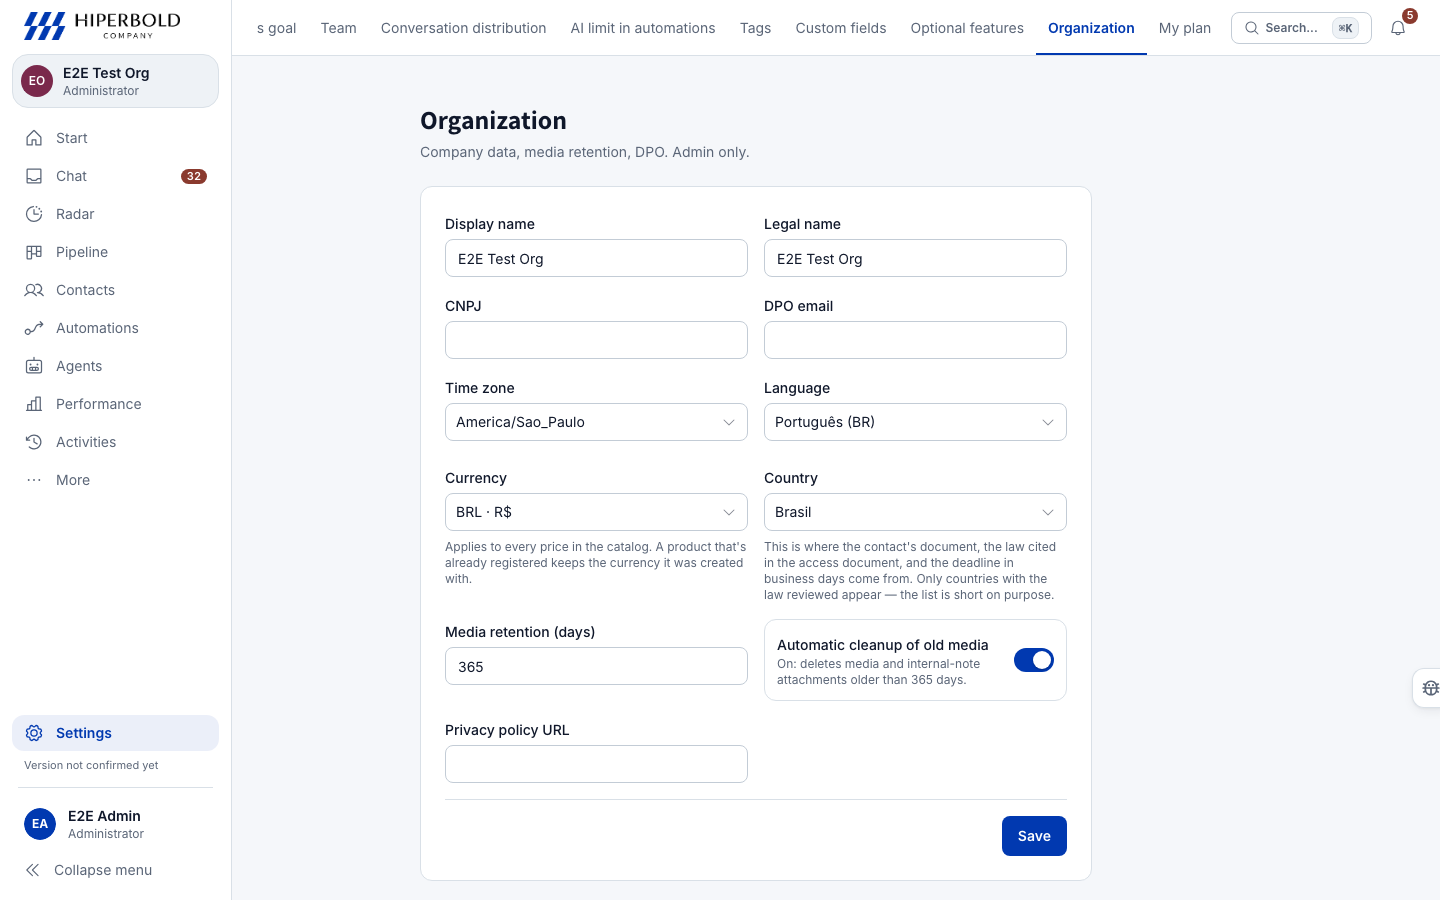 HIPERBOLD
COMPANY
EO
E2E Test Org
Administrator
Start
Chat
32
Radar
Pipeline
Contacts
Automations
Agents
Performance
Activities
More
Settings
Version not confirmed yet
EA
E2E Admin
Administrator
Collapse menu
s goal
Team
Conversation distribution
AI limit in automations
Tags
Custom fields
Optional features
Organization
My plan
Search...
⌘K
5
Organization
Company data, media retention, DPO. Admin only.
Display name
E2E Test Org
Legal name
E2E Test Org
CNPJ
DPO email
Time zone
America/Sao_Paulo
Language
Português (BR)
Currency
BRL · R$
Applies to every price in the catalog. A product that's
already registered keeps the currency it was created
with.
Country
Brasil
This is where the contact's document, the law cited
in the access document, and the deadline in
business days come from. Only countries with the
law reviewed appear — the list is short on purpose.
Media retention (days)
365
Automatic cleanup of old media
On: deletes media and internal-note
attachments older than 365 days.
Privacy policy URL
Save